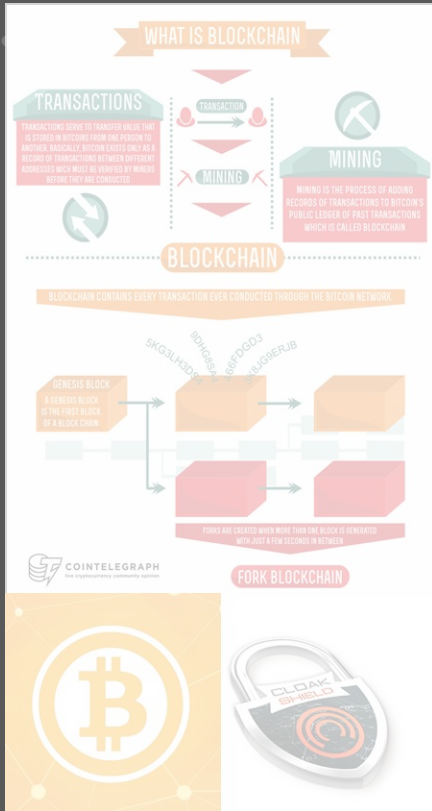 WHAT IS BLOCKCHAIN
TRANSACTIONS
TRANSACTIONS SERVE TO TRANSFER VALUE THAT
IS STORED IN BITCOINS FROM ONE PERSON TO
ANOTHER. BASICALLY, BITCOIN EXISTS ONLY AS A
RECORD OF TRANSACTIONS BETWEEN DIFFERENT
ADDRESSES WICH MUST BE VERIFIED BY MINERS
BEFORE THEY ARE CONDUCTED
TRANSACTION
MINING
MINING
MINING IS THE PROCESS OF ADDING
RECORDS OF TRANSACTIONS TO BITCOIN'S
PUBLIC LEDGER OF PAST TRANSACTIONS
WHICH IS CALLED BLOCKCHAIN
BLOCKCHAIN
BLOCKCHAIN CONTAINS EVERY TRANSACTION EVER CONDUCTED THROUGH THE BITCOIN NETWORK
GENESIS BLOCK
A GENESIS BLOCK
IS THE FIRST BLOCK
OF A BLOCK CHAIN
FORKS ARE CREATED WHEN MORE THAN ONE BLOCK IS GENERATED
WITH JUST A FEW SECONDS IN BETWEEN
FORK BLOCKCHAIN
COINTELEGRAPH
the cryptocurrency community opinion
CLOAK
SHIELD